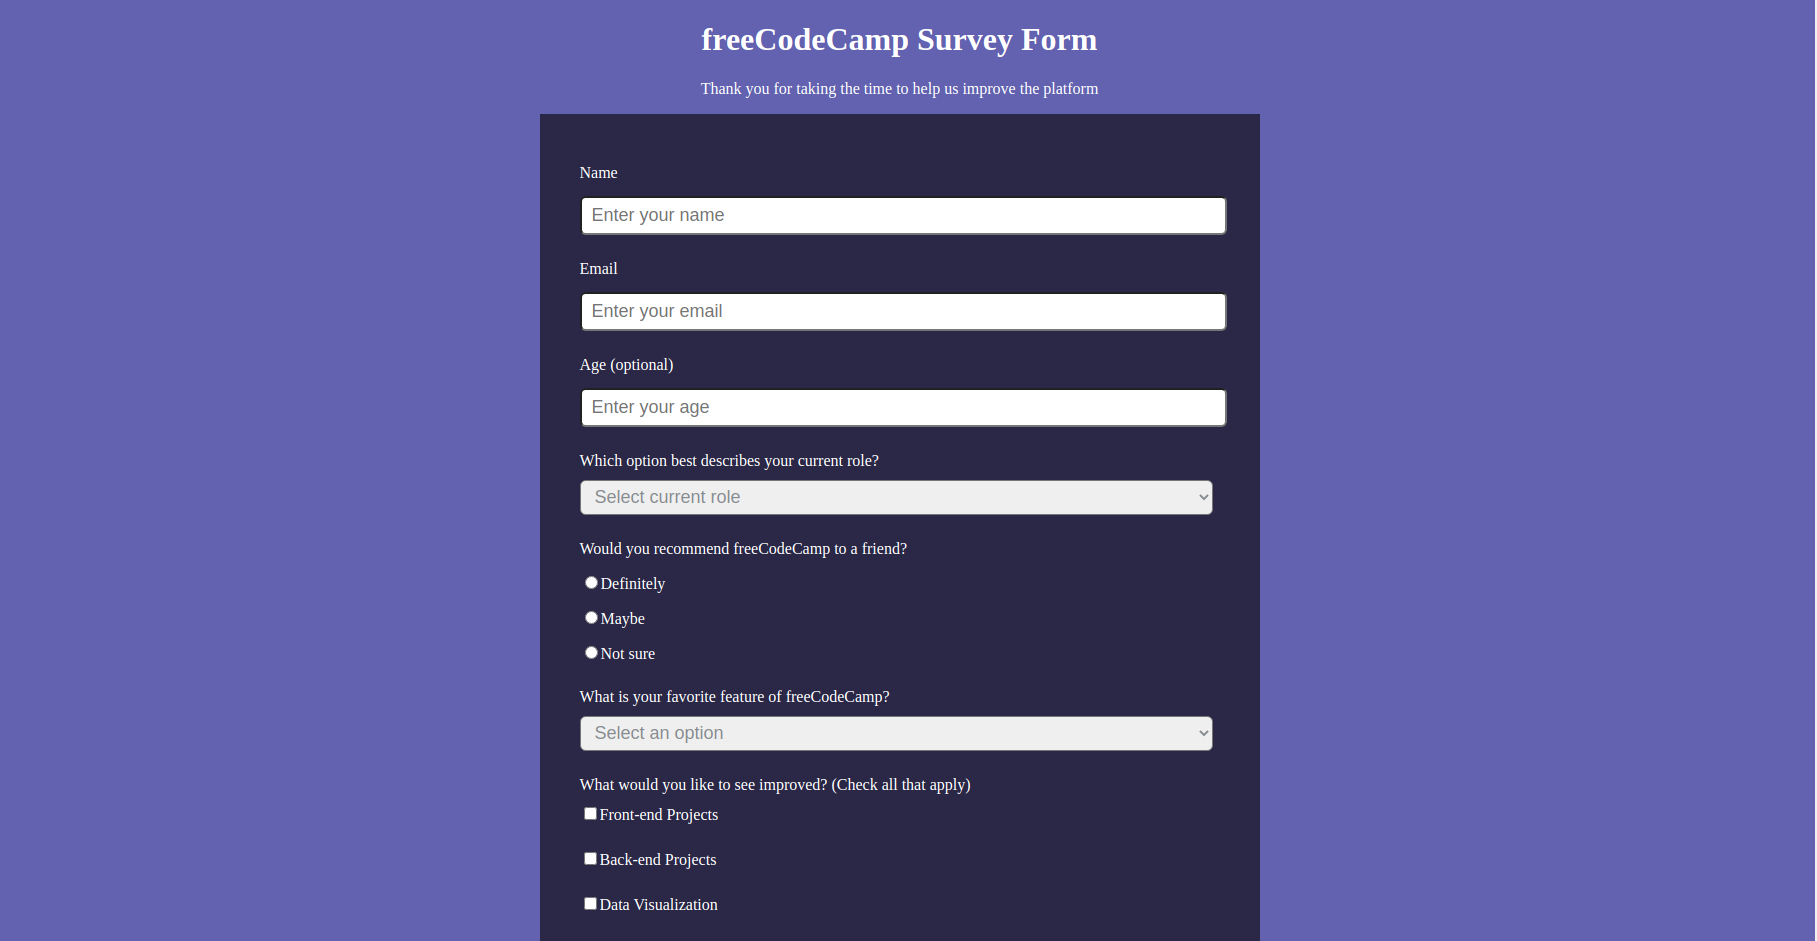 freeCodeCamp Survey Form
Thank you for taking the time to help us improve the platform
Name
Enter your name
Email
Enter your email
Age (optional)
Enter your age
Which option best describes your current role?
Select current role
Would you recommend freeCodeCamp to a friend?
Definitely
Maybe
Not sure
What is your favorite feature of freeCodeCamp?
Select an option
What would you like to see improved? (Check all that apply)
Front-end Projects
Back-end Projects
Data Visualization